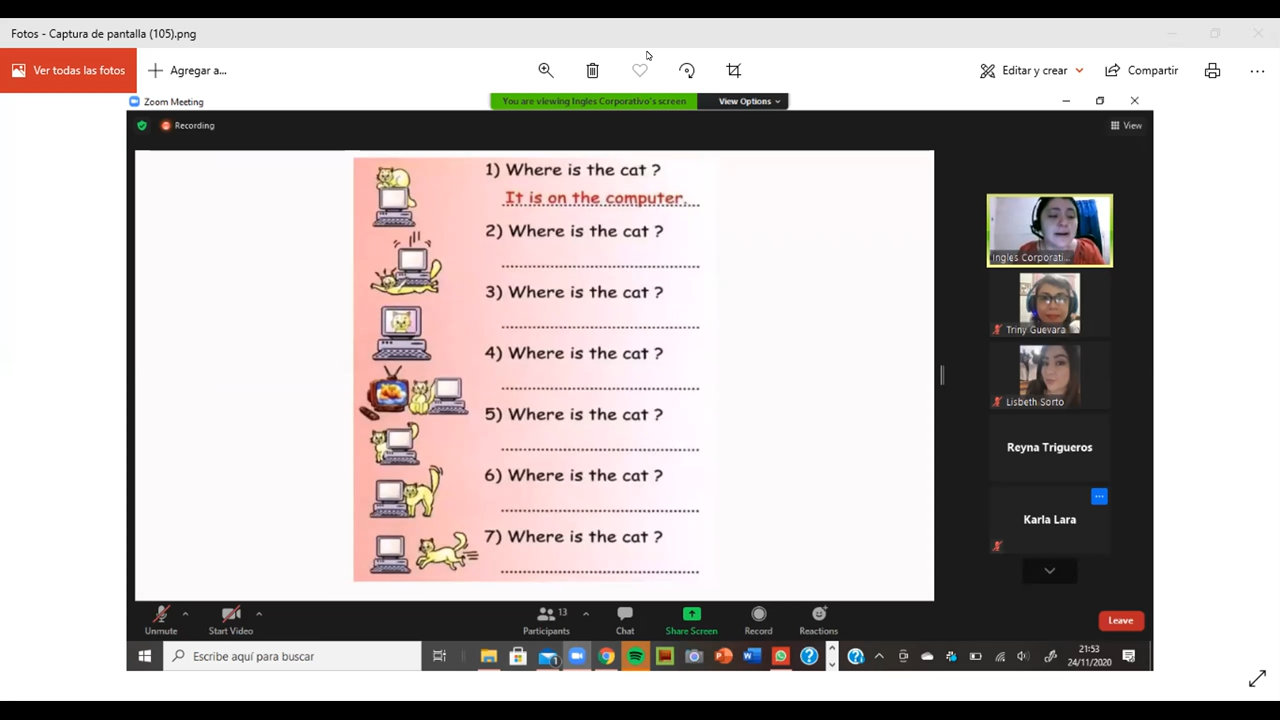 Fotos - Captura de pantalla (105).png
Ver todas las fotos
Agregar a...
Editar y crear
Compartir
Zoom Meeting
You are viewing Ingles Corporativo's screen
View Options
Recording
View
1) Where is the cat ?
It is on the computer.
2) Where is the cat ?
3) Where is the cat ?
4) Where is the cat ?
5) Where is the cat ?
6) Where is the cat ?
7) Where is the cat ?
Ingles Corporati...
Triny Guevara
Lisbeth Sorto
Reyna Trigueros
Karla Lara
Unmute
Start Video
13
Participants
Chat
Share Screen
Record
Reactions
Leave
Escribe aquí para buscar
1
21:53
24/11/2020